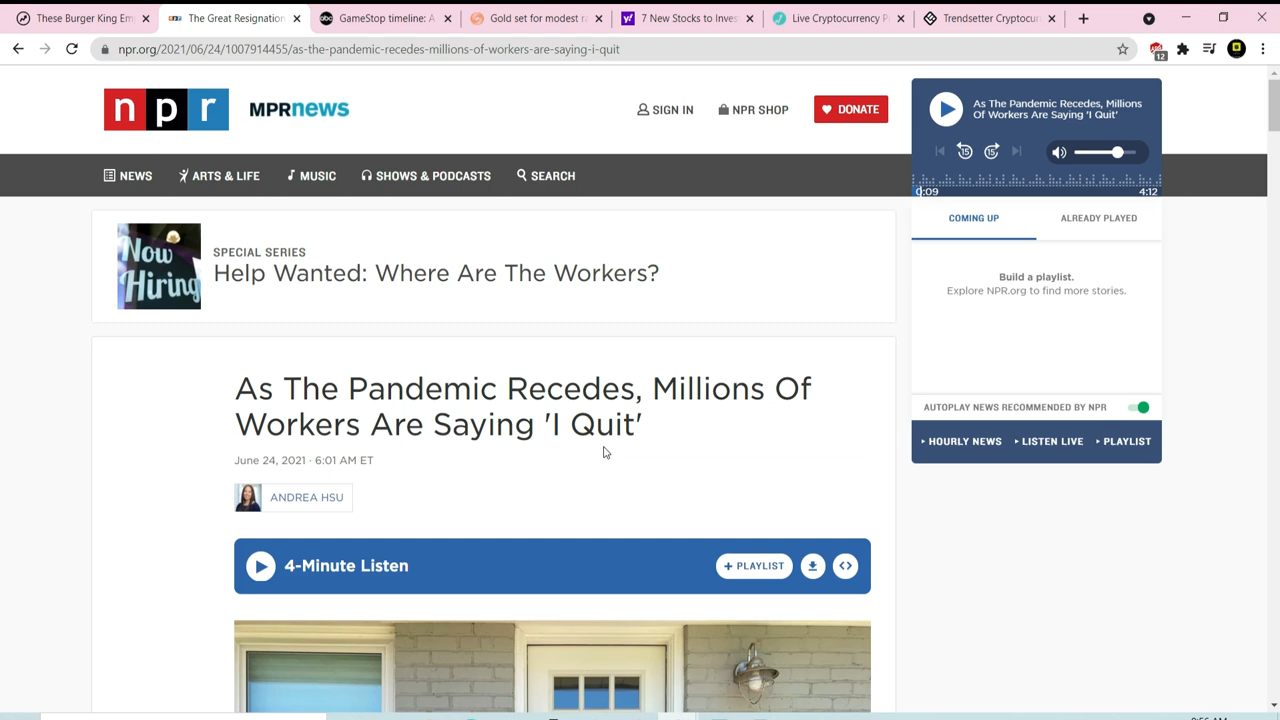 These Burger King Em
The Great Resignation
GameStop timeline: A
Gold set for modest r
7 New Stocks to Inves
Live Cryptocurrency P
Trendsetter Cryptocur
npr.org/2021/06/24/1007914455/as-the-pandemic-recedes-millions-of-workers-are-saying-i-quit
12
npr
MPRnews
SIGN IN
NPR SHOP
DONATE
NEWS
ARTS & LIFE
MUSIC
SHOWS & PODCASTS
SEARCH
As The Pandemic Recedes, Millions
Of Workers Are Saying 'I Quit'
15
15
0:09
4:12
COMING UP
ALREADY PLAYED
Build a playlist.
Explore NPR.org to find more stories.
AUTOPLAY NEWS RECOMMENDED BY NPR
HOURLY NEWS
LISTEN LIVE
PLAYLIST
Now
Hiring
SPECIAL SERIES
Help Wanted: Where Are The Workers?
As The Pandemic Recedes, Millions Of
Workers Are Saying 'I Quit'
June 24, 2021 · 6:01 AM ET
ANDREA HSU
4-Minute Listen
+ PLAYLIST